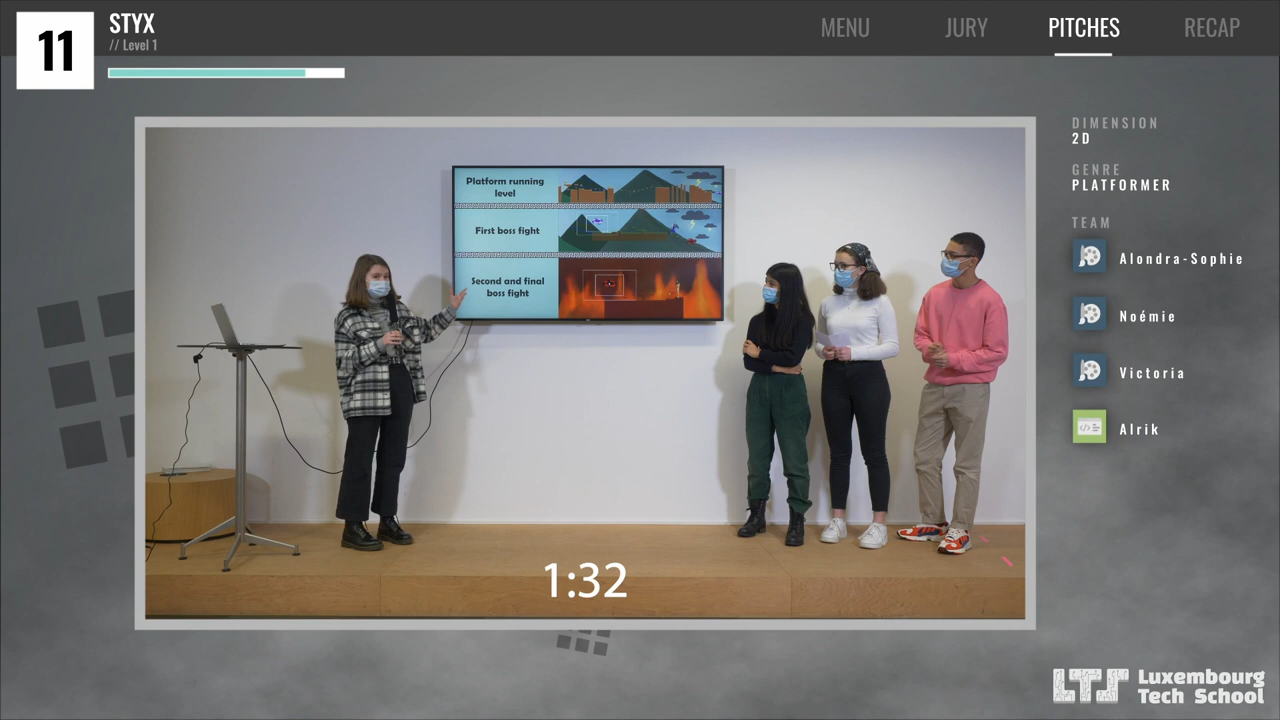 11
STYX
// Level 1
MENU
JURY
PITCHES
RECAP
Platform running
level
First boss fight
Second and final
boss fight
1:32
DIMENSION
2D
GENRE
PLATFORMER
TEAM
Alondra-Sophie
Noémie
Victoria
Alrik
LTS
Luxembourg
Tech School